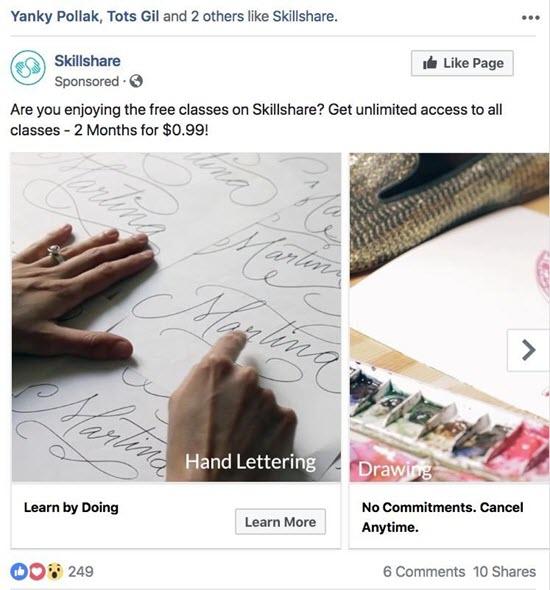 Yanky Pollak, Tots Gil and 2 others like Skillshare.
Skillshare
Sponsored ·
Like Page
Are you enjoying the free classes on Skillshare? Get unlimited access to all
classes - 2 Months for $0.99!
Martina
Martina
Martina
Martina
Hand Lettering
Drawing
Learn by Doing
Learn More
No Commitments. Cancel
Anytime.
249
6 Comments 10 Shares